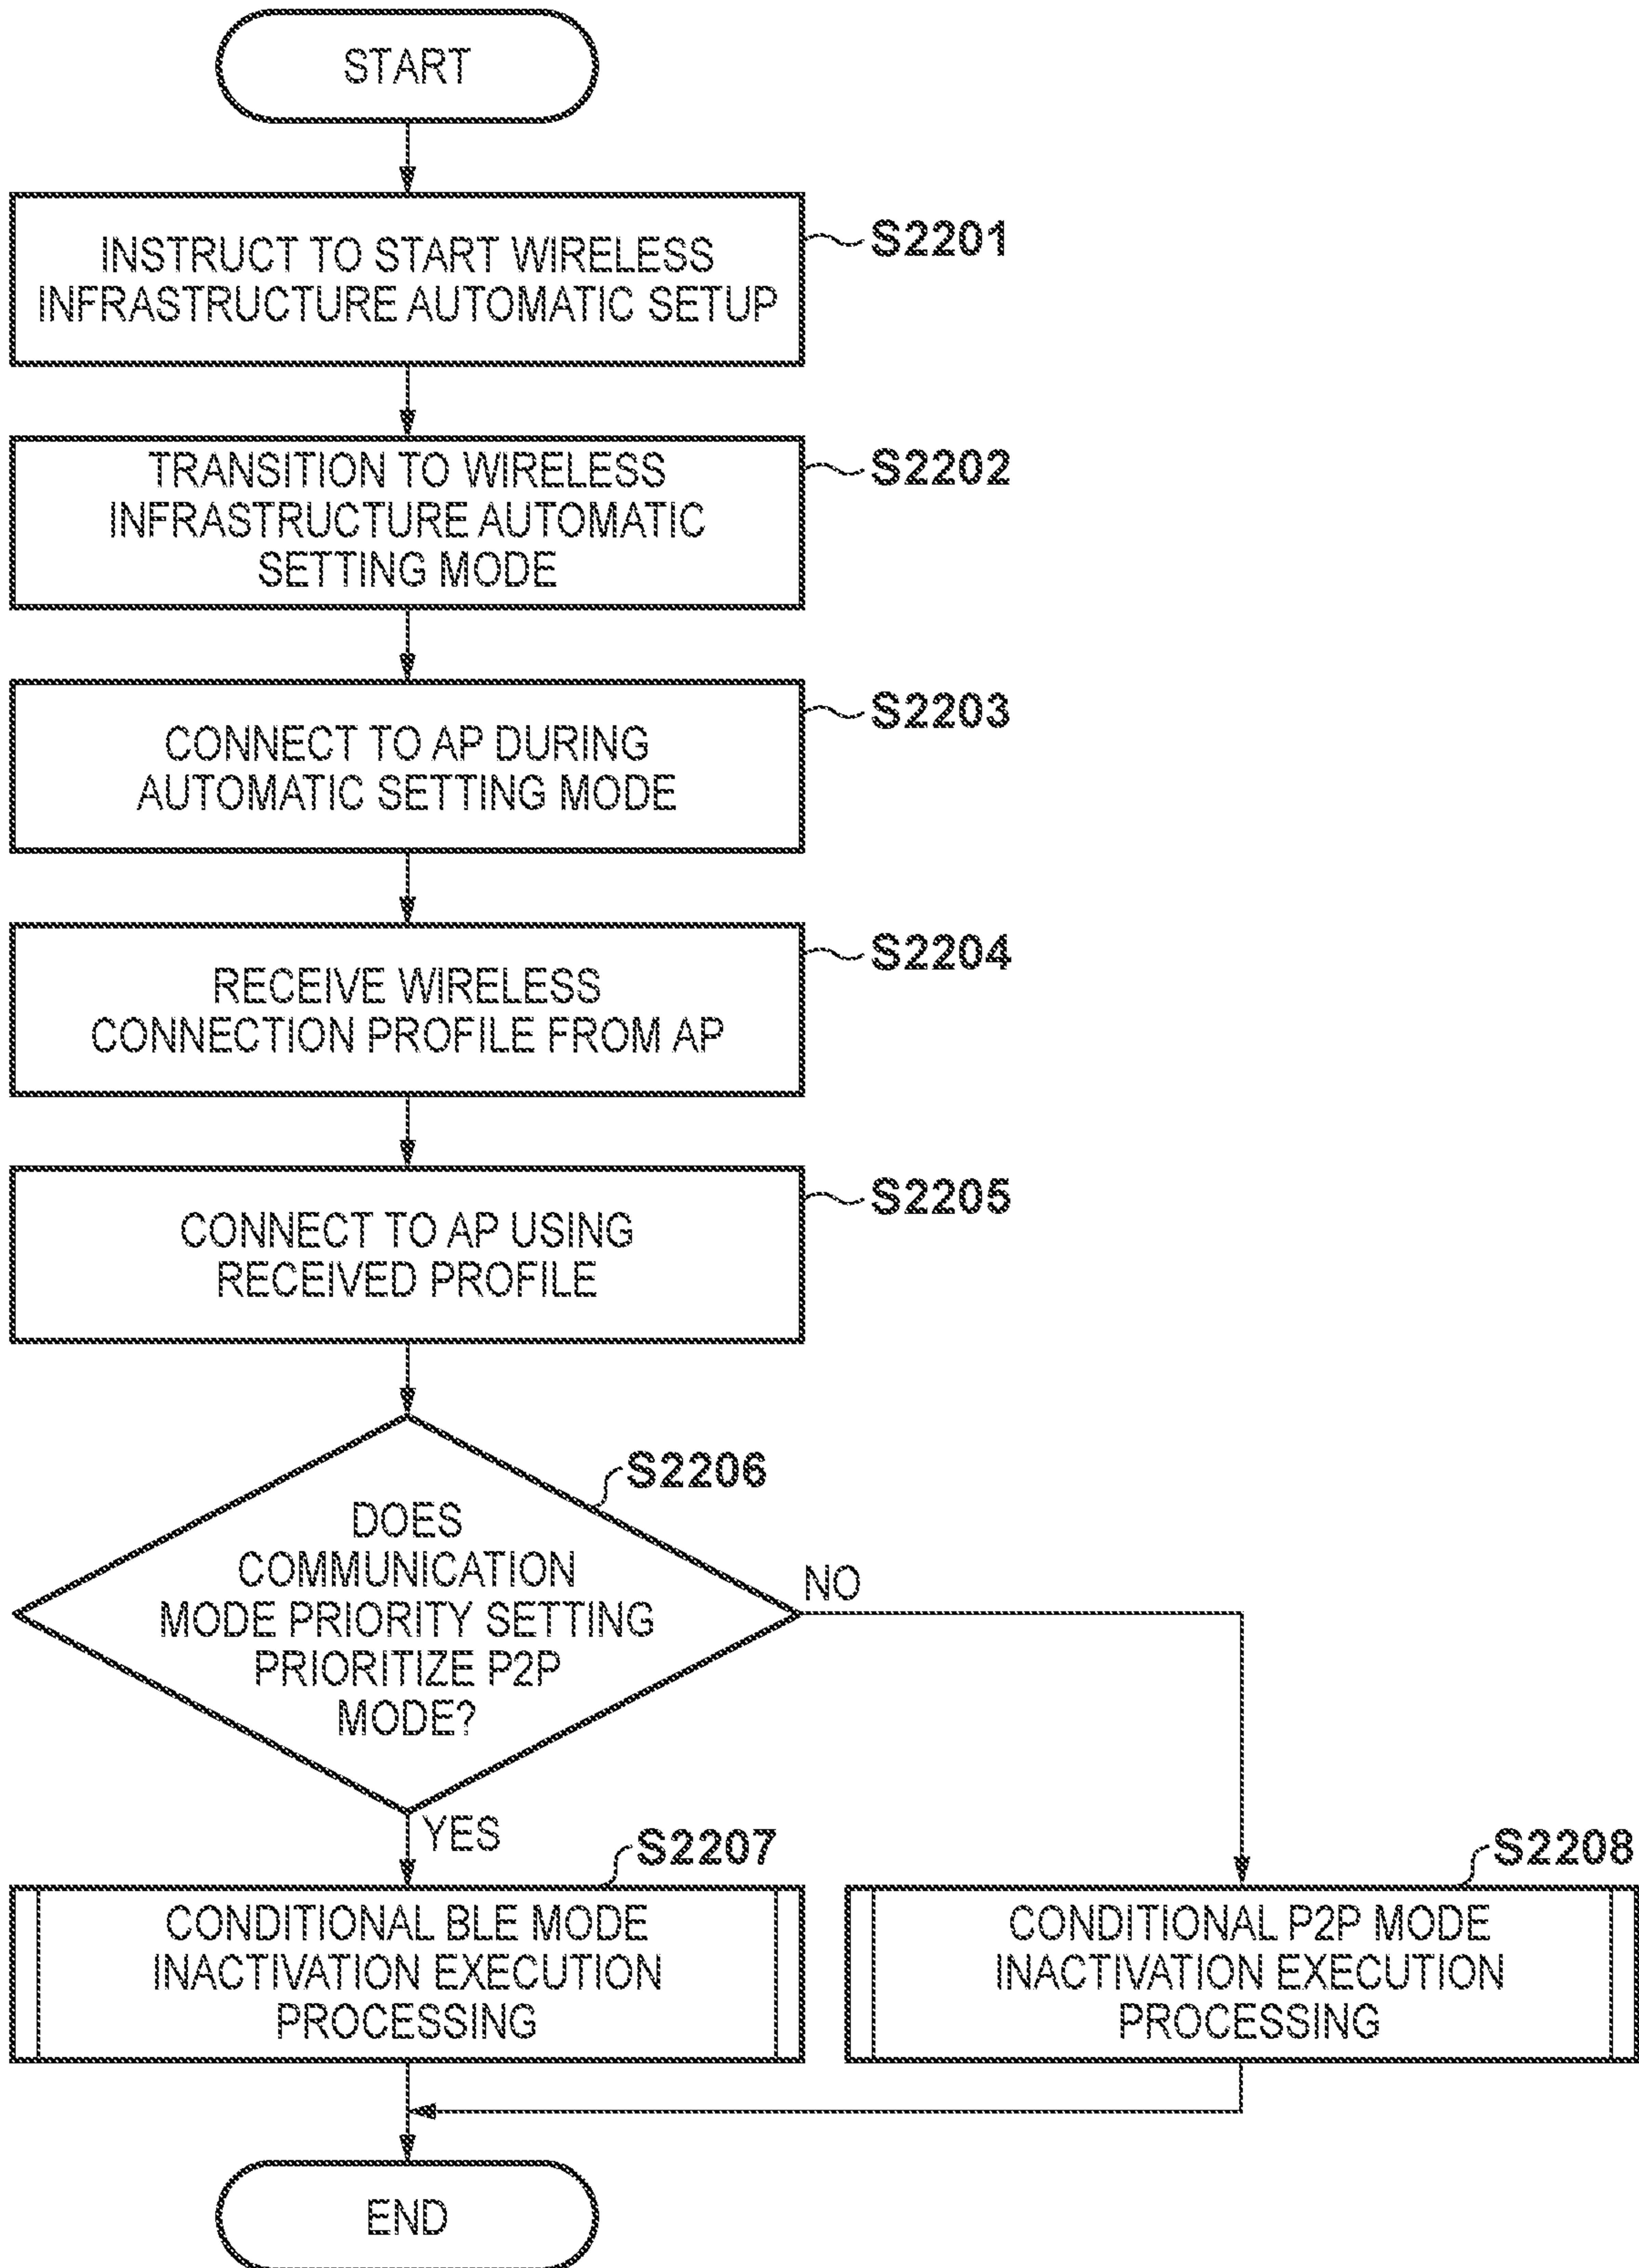 START
INSTRUCT TO START WIRELESS
INFRASTRUCTURE AUTOMATIC SETUP
S2201
TRANSITION TO WIRELESS
INFRASTRUCTURE AUTOMATIC
SETTING MODE
S2202
CONNECT TO AP DURING
AUTOMATIC SETTING MODE
S2203
RECEIVE WIRELESS
CONNECTION PROFILE FROM AP
S2204
CONNECT TO AP USING
RECEIVED PROFILE
S2205
S2206
DOES
COMMUNICATION
MODE PRIORITY SETTING
PRIORITIZE P2P
MODE?
NO
YES
S2207
CONDITIONAL BLE MODE
INACTIVATION EXECUTION
PROCESSING
S2208
CONDITIONAL P2P MODE
INACTIVATION EXECUTION
PROCESSING
END